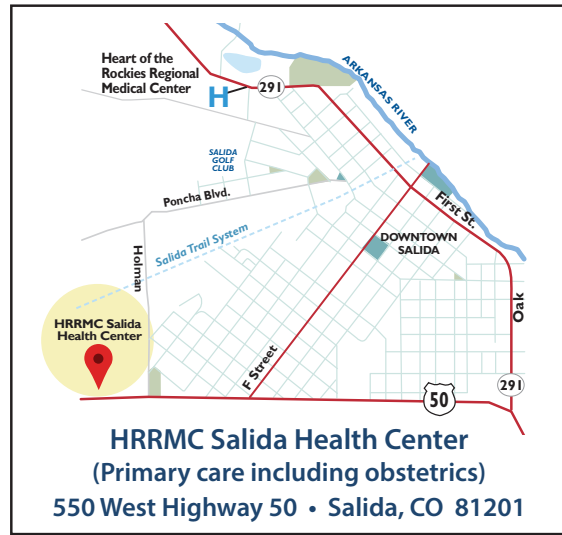 Heart of the
Rockies Regional
Medical Center
H
291
ARKANSAS RIVER
SALIDA
GOLF
CLUB
Poncha Blvd.
First St.
Salida Trail System
DOWNTOWN
SALIDA
Holman
Oak
HRRMC Salida
Health Center
F Street
50
291
HRRMC Salida Health Center
(Primary care including obstetrics)
550 West Highway 50 • Salida, CO 81201